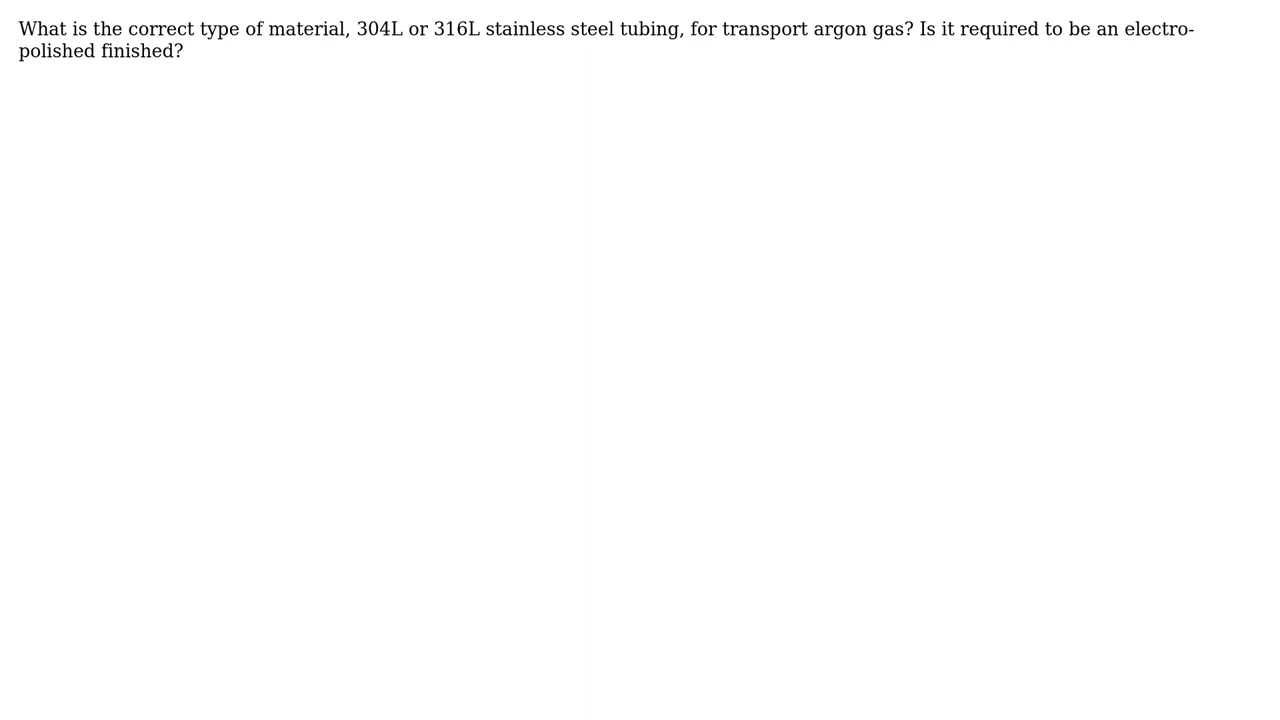 What is the correct type of material, 304L or 316L stainless steel tubing, for transport argon gas? Is it required to be an electro-
polished finished?